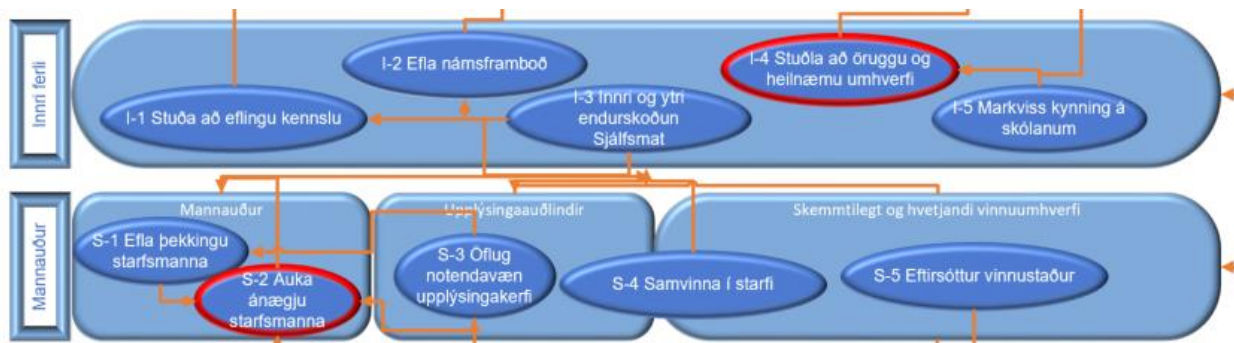 Innri ferli
I-1 Stuða að eflingu kennslu
I-2 Efla námsframboð
I-3 Innri og ytri
endurskoðun
Sjálfsmat
I-4 Stuðla að öruggu og
heilnæmu umhverfi
I-5 Markviss kynning á
skólanum
Mannauður
Mannauður
S-1 Efla þekkingu
starfsmanna
S-2 Auka
ánægju
starfsmanna
Upplýsingaauðlindir
S-3 Öflug
notendavæn
upplýsingakerfi
S-4 Samvinna í starfi
Skemmtilegt og hvetjandi vinnuumhverfi
S-5 Eftirsóttur vinnustaður